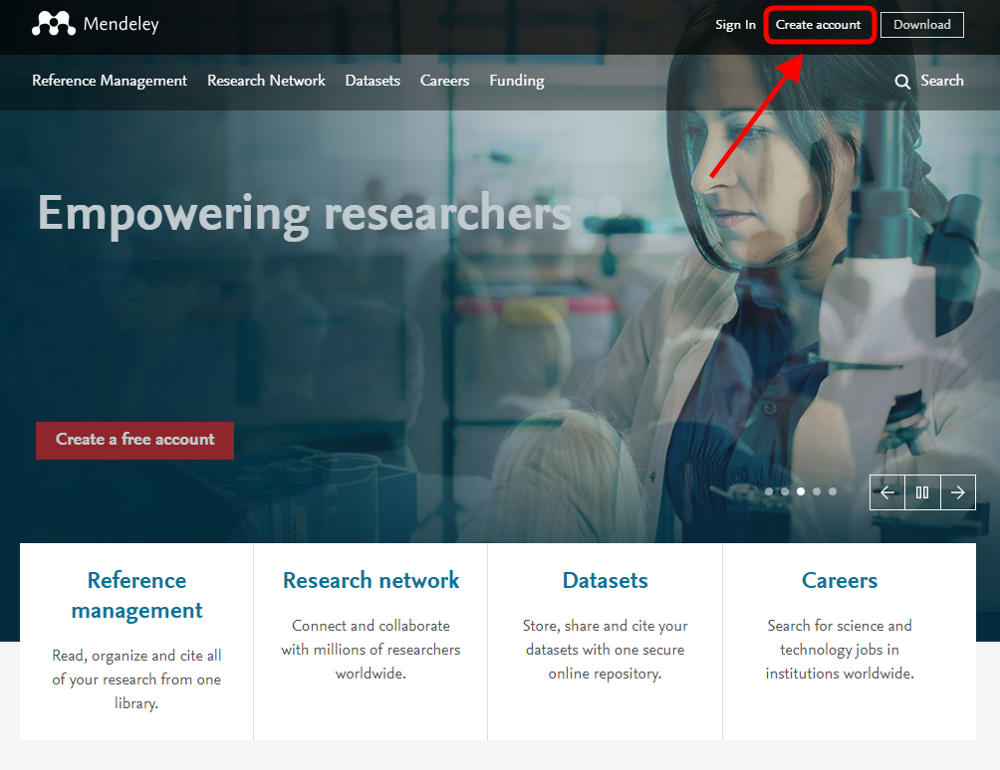 Mendeley
Sign In Create account Download
Reference Management Research Network Datasets Careers Funding Search
Empowering researchers
Create a free account
Reference
management
Read, organize and cite all
of your research from one
library.
Research network
Connect and collaborate
with millions of researchers
worldwide.
Datasets
Store, share and cite your
datasets with one secure
online repository.
Careers
Search for science and
technology jobs in
institutions worldwide.